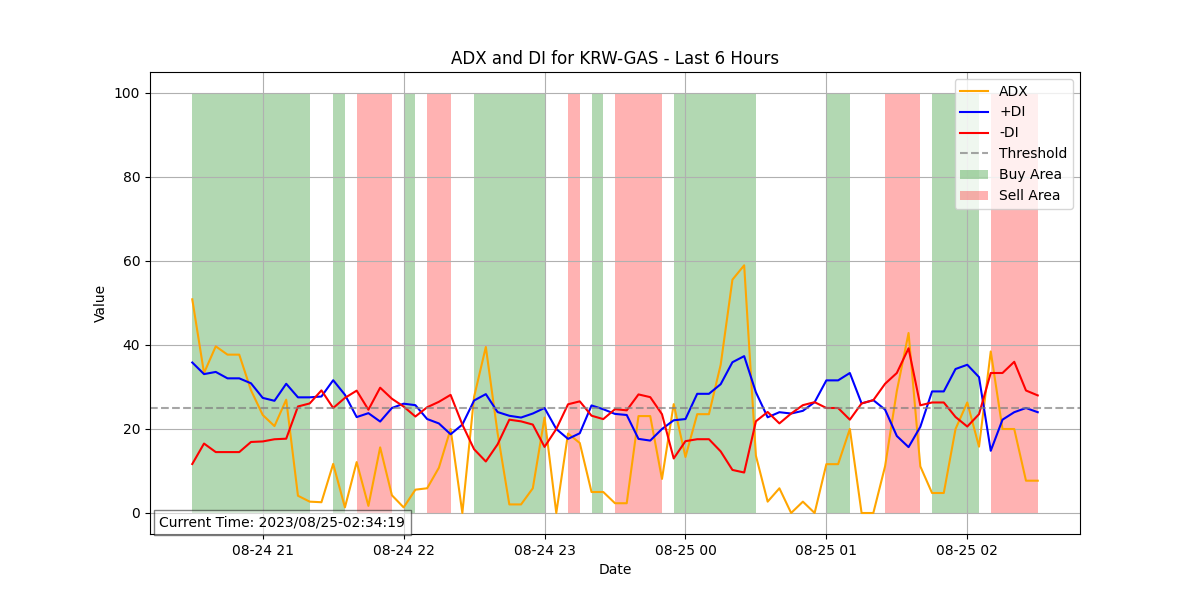 ADX and DI for KRW-GAS - Last 6 Hours
100
80
60
40
20
0
Value
ADX
+DI
-DI
Threshold
Buy Area
Sell Area
Current Time: 2023/08/25-02:34:19
08-24 21
08-24 22
08-24 23
08-25 00
08-25 01
08-25 02
Date